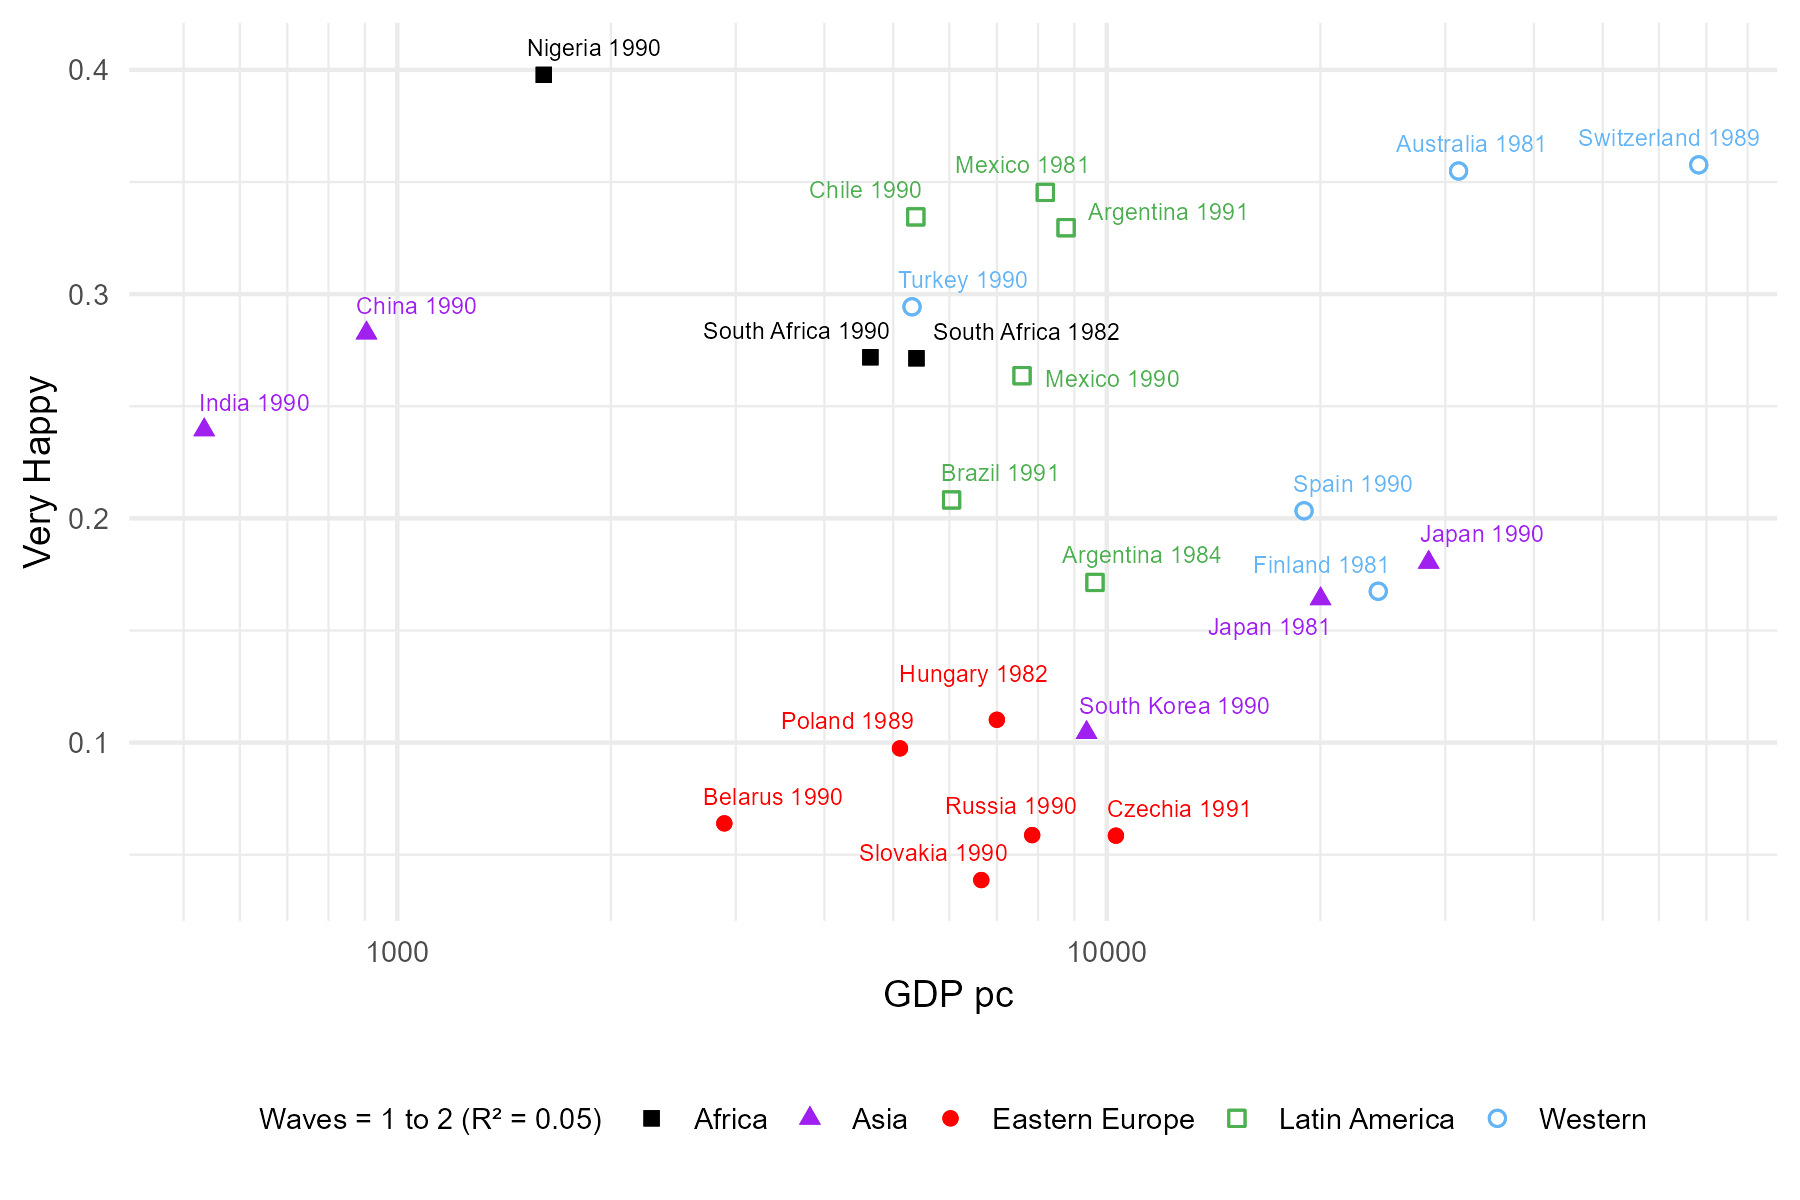 Nigeria 1990
0.4
Australia 1981
Switzerland 1989
Mexico 1981
Chile 1990
Argentina 1991
Turkey 1990
0.3
China 1990
South Africa 1990
South Africa 1982
Mexico 1990
India 1990
Very Happy
Brazil 1991
Spain 1990
0.2
Japan 1990
Argentina 1984
Finland 1981
Japan 1981
Hungary 1982
South Korea 1990
Poland 1989
0.1
Belarus 1990
Russia 1990
Czechia 1991
Slovakia 1990
1000
10000
GDP pc
Waves = 1 to 2 (R² = 0.05) Africa Asia Eastern Europe Latin America Western